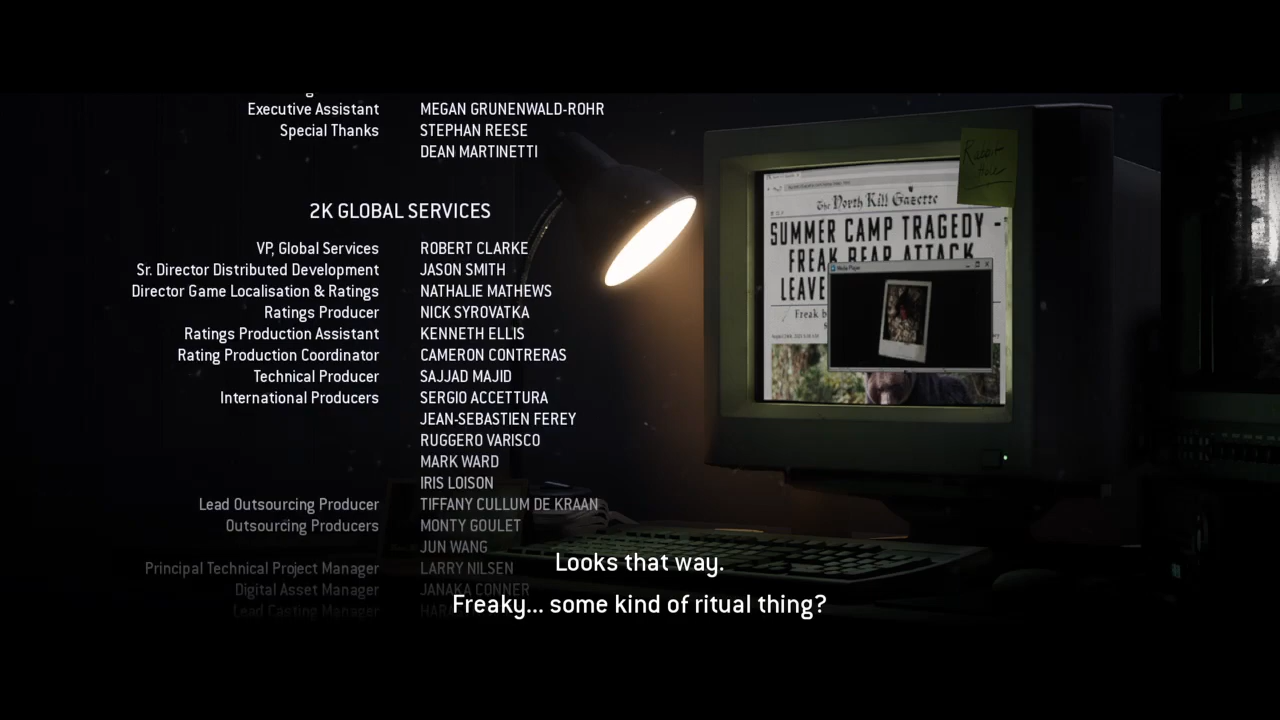 Executive Assistant MEGAN GRUNENWALD-ROHR
Special Thanks STEPHAN REESE
DEAN MARTINETTI
2K GLOBAL SERVICES
VP, Global Services ROBERT CLARKE
Sr. Director Distributed Development JASON SMITH
Director Game Localisation & Ratings NATHALIE MATHEWS
Ratings Producer NICK SYROVATKA
Ratings Production Assistant KENNETH ELLIS
Rating Production Coordinator CAMERON CONTRERAS
Technical Producer SAJJAD MAJID
International Producers SERGIO ACCETTURA
JEAN-SEBASTIEN FEREY
RUGGERO VARISCO
MARK WARD
IRIS LOISON
Lead Outsourcing Producer TIFFANY CULLUM DE KRAAN
Outsourcing Producers MONTY GOULET
JUN WANG
Principal Technical Project Manager LARRY NILSEN
Digital Asset Manager JANAKA CONNER
Lead Casting Manager
Rabbit
hole
The North Kill Gazette
SUMMER CAMP TRAGEDY -
FREAK BEAR ATTACK
LEAVE
Media Player
Freak b
Looks that way.
Freaky... some kind of ritual thing?